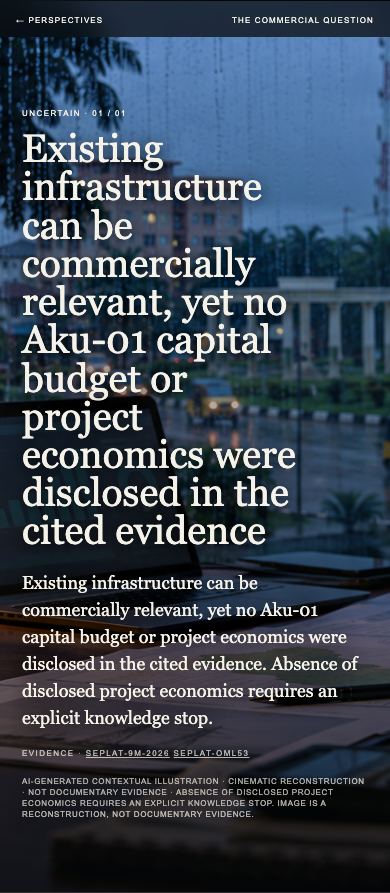 ← PERSPECTIVES
THE COMMERCIAL QUESTION
UNCERTAIN · 01 / 01
Existing
infrastructure
can be
commercially
relevant, yet no
Aku-01 capital
budget or
project
economics were
disclosed in the
cited evidence
Existing infrastructure can be
commercially relevant, yet no Aku-01
capital budget or project economics were
disclosed in the cited evidence. Absence of
disclosed project economics requires an
explicit knowledge stop.
EVIDENCE · SEPLAT-9M-2026 SEPLAT-OML53
AI-GENERATED CONTEXTUAL ILLUSTRATION · CINEMATIC RECONSTRUCTION
· NOT DOCUMENTARY EVIDENCE · ABSENCE OF DISCLOSED PROJECT
ECONOMICS REQUIRES AN EXPLICIT KNOWLEDGE STOP. IMAGE IS A
RECONSTRUCTION, NOT DOCUMENTARY EVIDENCE.